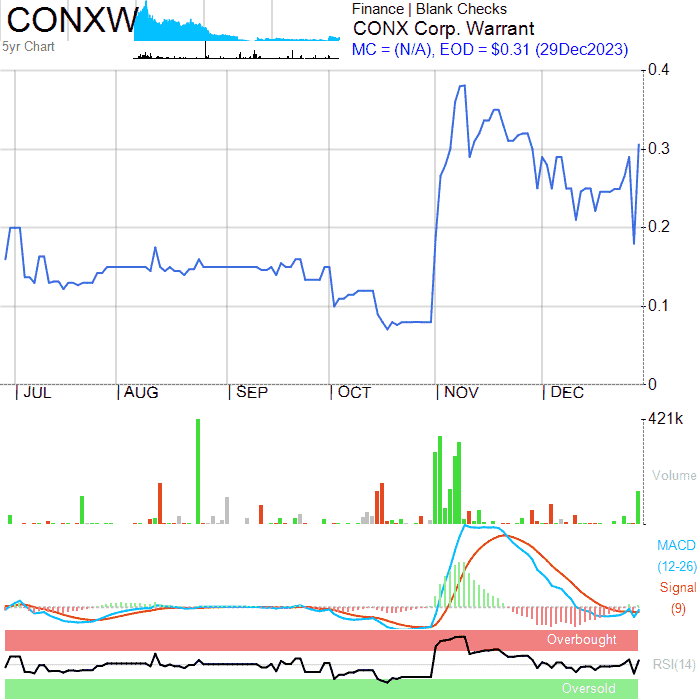 CONXW
5yr Chart
Finance | Blank Checks
CONX Corp. Warrant
MC = (N/A), EOD = $0.31 (29Dec2023)
0.4
0.3
0.2
0.1
0
JUL AUG SEP OCT NOV DEC
421k
Volume
MACD
(12-26)
Signal
(9)
Overbought
RSI(14)
Oversold